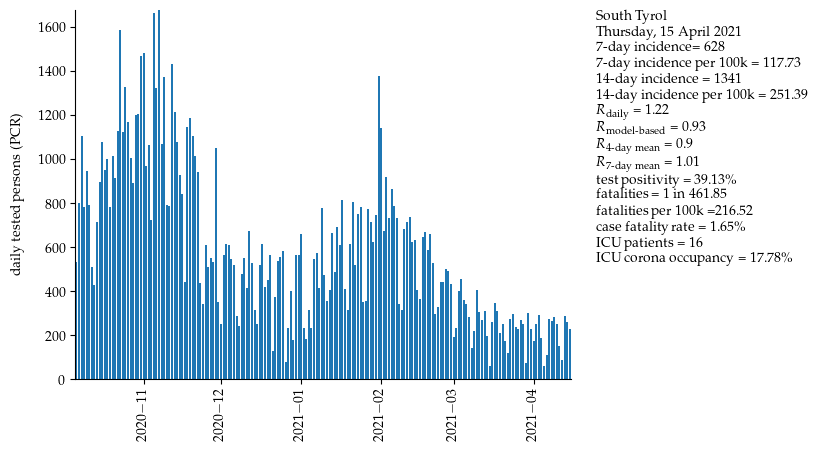 1600
1400
1200
1000
800
600
400
200
0
daily tested persons (PCR)
2020−11
2020−12
2021−01
2021−02
2021−03
2021−04
South Tyrol
Thursday, 15 April 2021
7-day incidence= 628
7-day incidence per 100k = 117.73
14-day incidence = 1341
14-day incidence per 100k = 251.39
R daily = 1.22
R model-based = 0.93
R 4-day mean = 0.9
R 7-day mean = 1.01
test positivity = 39.13%
fatalities = 1 in 461.85
fatalities per 100k =216.52
case fatality rate = 1.65%
ICU patients = 16
ICU corona occupancy = 17.78%